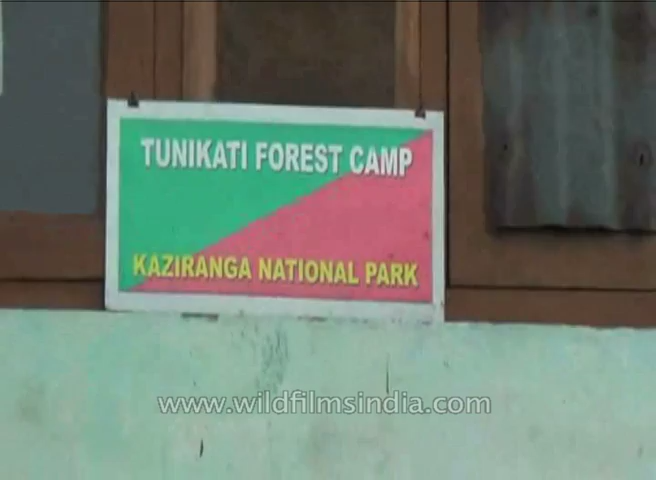 TUNIKATI FOREST CAMP
KAZIRANGA NATIONAL PARK
www.wildfilmsindia.com